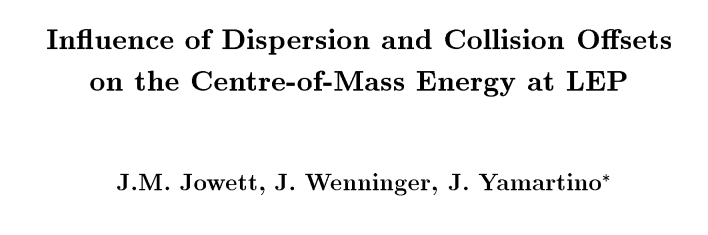 Influence of Dispersion and Collision Offsets
on the Centre-of-Mass Energy at LEP
J.M. Jowett, J. Wenninger, J. Yamartino*